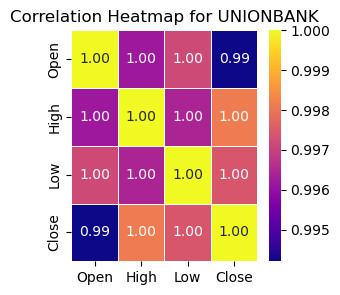 Correlation Heatmap for UNIONBANK
Open 1.00 1.00 1.00 0.99
High 1.00 1.00 1.00 1.00
Low 1.00 1.00 1.00 1.00
Close 0.99 1.00 1.00 1.00
Open High Low Close
1.000
0.999
0.998
0.997
0.996
0.995